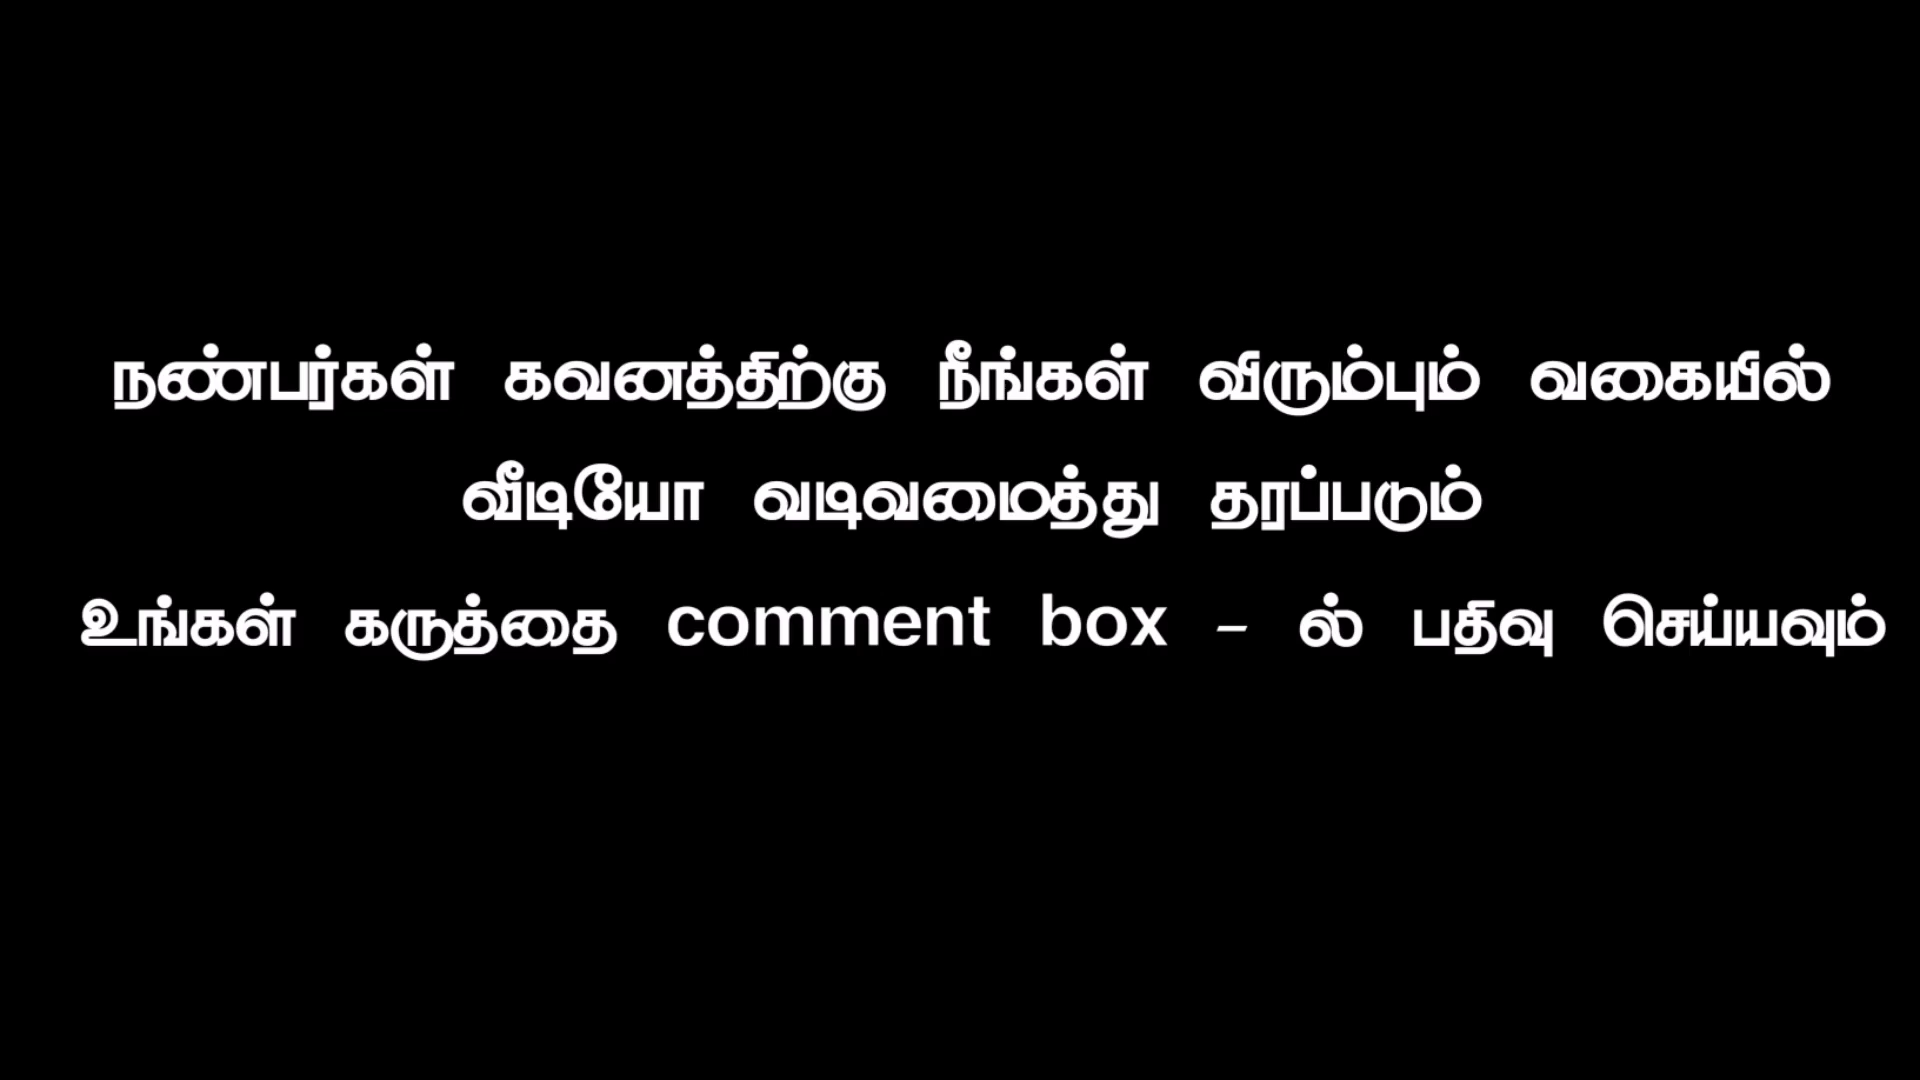 நண்பர்கள் கவனத்திற்கு நீங்கள் விரும்பும் வகையில்
வீடியோ வடிவமைத்து தரப்படும்
உங்கள் கருத்தை comment box - ல் பதிவு செய்யவும்